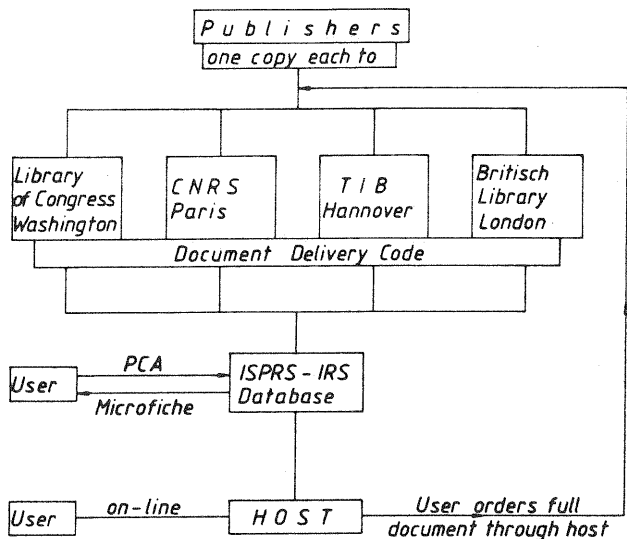 Publishers
one copy each to
Library
of Congress
Washington
CNRS
Paris
TIB
Hannover
Britisch
Library
London
Document Delivery Code
User
PCA
Microfiche
ISPRS - IRS
Database
User
on-line
HOST
User orders full
document through host